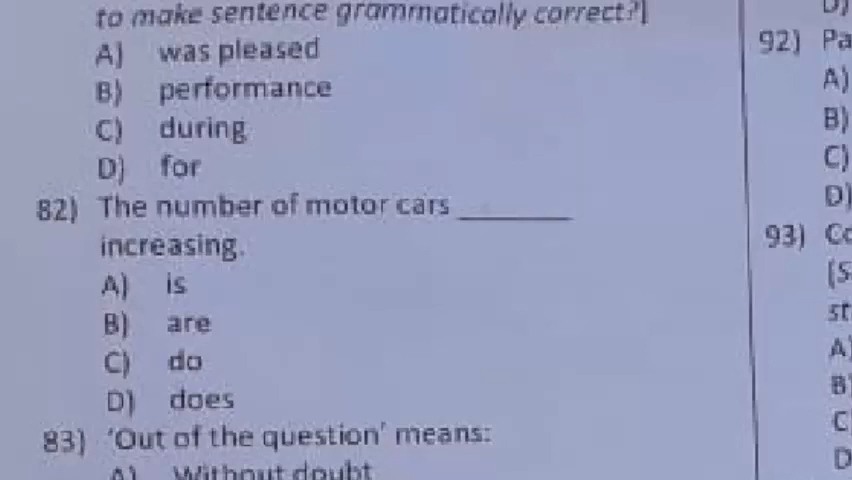 to make sentence grammatically correct?]
A) was pleased
B) performance
C) during
D) for
82) The number of motor cars ________
increasing.
A) is
B) are
C) do
D) does
83) 'Out of the question' means:
A) Without doubt
D)
92) Pa
A)
B)
C)
D)
93) Co
[S
st
A)
B)
C
D